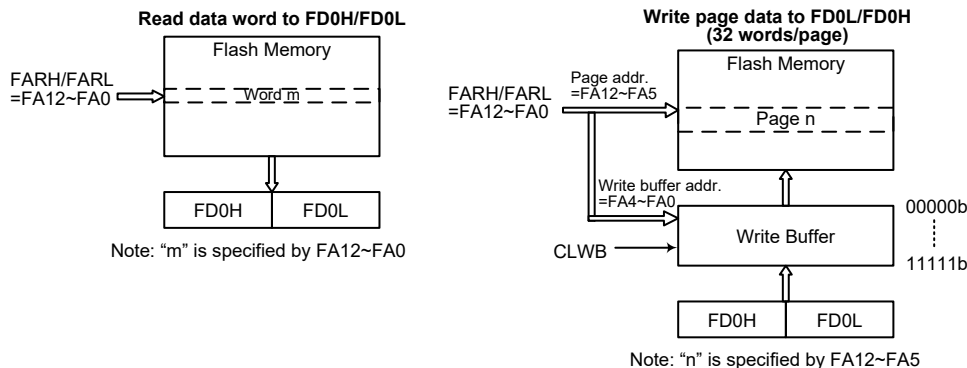 Read data word to FD0H/FD0L
Flash Memory
FARH/FARL
=FA12~FA0
Word m
FD0H
FD0L
Note: “m” is specified by FA12~FA0
Write page data to FD0L/FD0H
(32 words/page)
Flash Memory
Page addr.
=FA12~FA5
FARH/FARL
=FA12~FA0
Page n
Write buffer addr.
=FA4~FA0
00000b
Write Buffer
CLWB
11111b
FD0H
FD0L
Note: “n” is specified by FA12~FA5